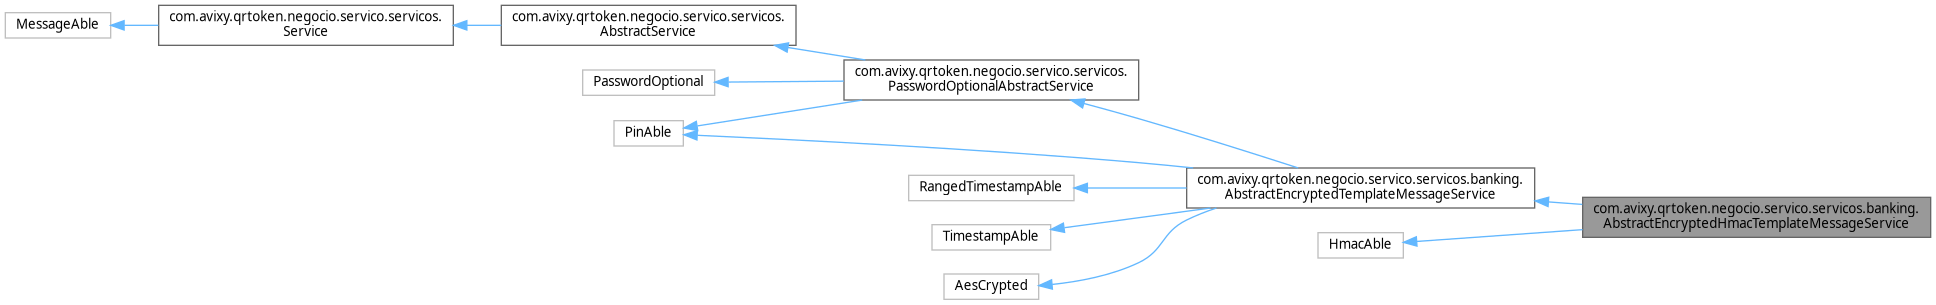 MessageAble
com.avixy.qrtoken.negocio.servico.servicos.
Service
com.avixy.qrtoken.negocio.servico.servicos.
AbstractService
PasswordOptional
com.avixy.qrtoken.negocio.servico.servicos.
PasswordOptionalAbstractService
PinAble
RangedTimestampAble
com.avixy.qrtoken.negocio.servico.servicos.banking.
AbstractEncryptedTemplateMessageService
TimestampAble
com.avixy.qrtoken.negocio.servico.servicos.banking.
AbstractEncryptedHmacTemplateMessageService
HmacAble
AesCrypted